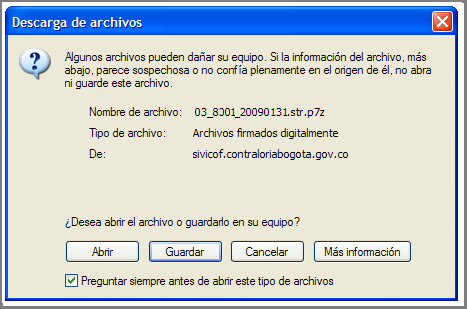 Descarga de archivos
Algunos archivos pueden dañar su equipo. Si la información del archivo, más
abajo, parece sospechosa o no confía plenamente en el origen de él, no abra
ni guarde este archivo.
Nombre de archivo: 03_8001_20090131.str.p7z
Tipo de archivo: Archivos firmados digitalmente
De: sivicof.contraloriabogota.gov.co
¿Desea abrir el archivo o guardarlo en su equipo?
Abrir Guardar Cancelar Más información
Preguntar siempre antes de abrir este tipo de archivos